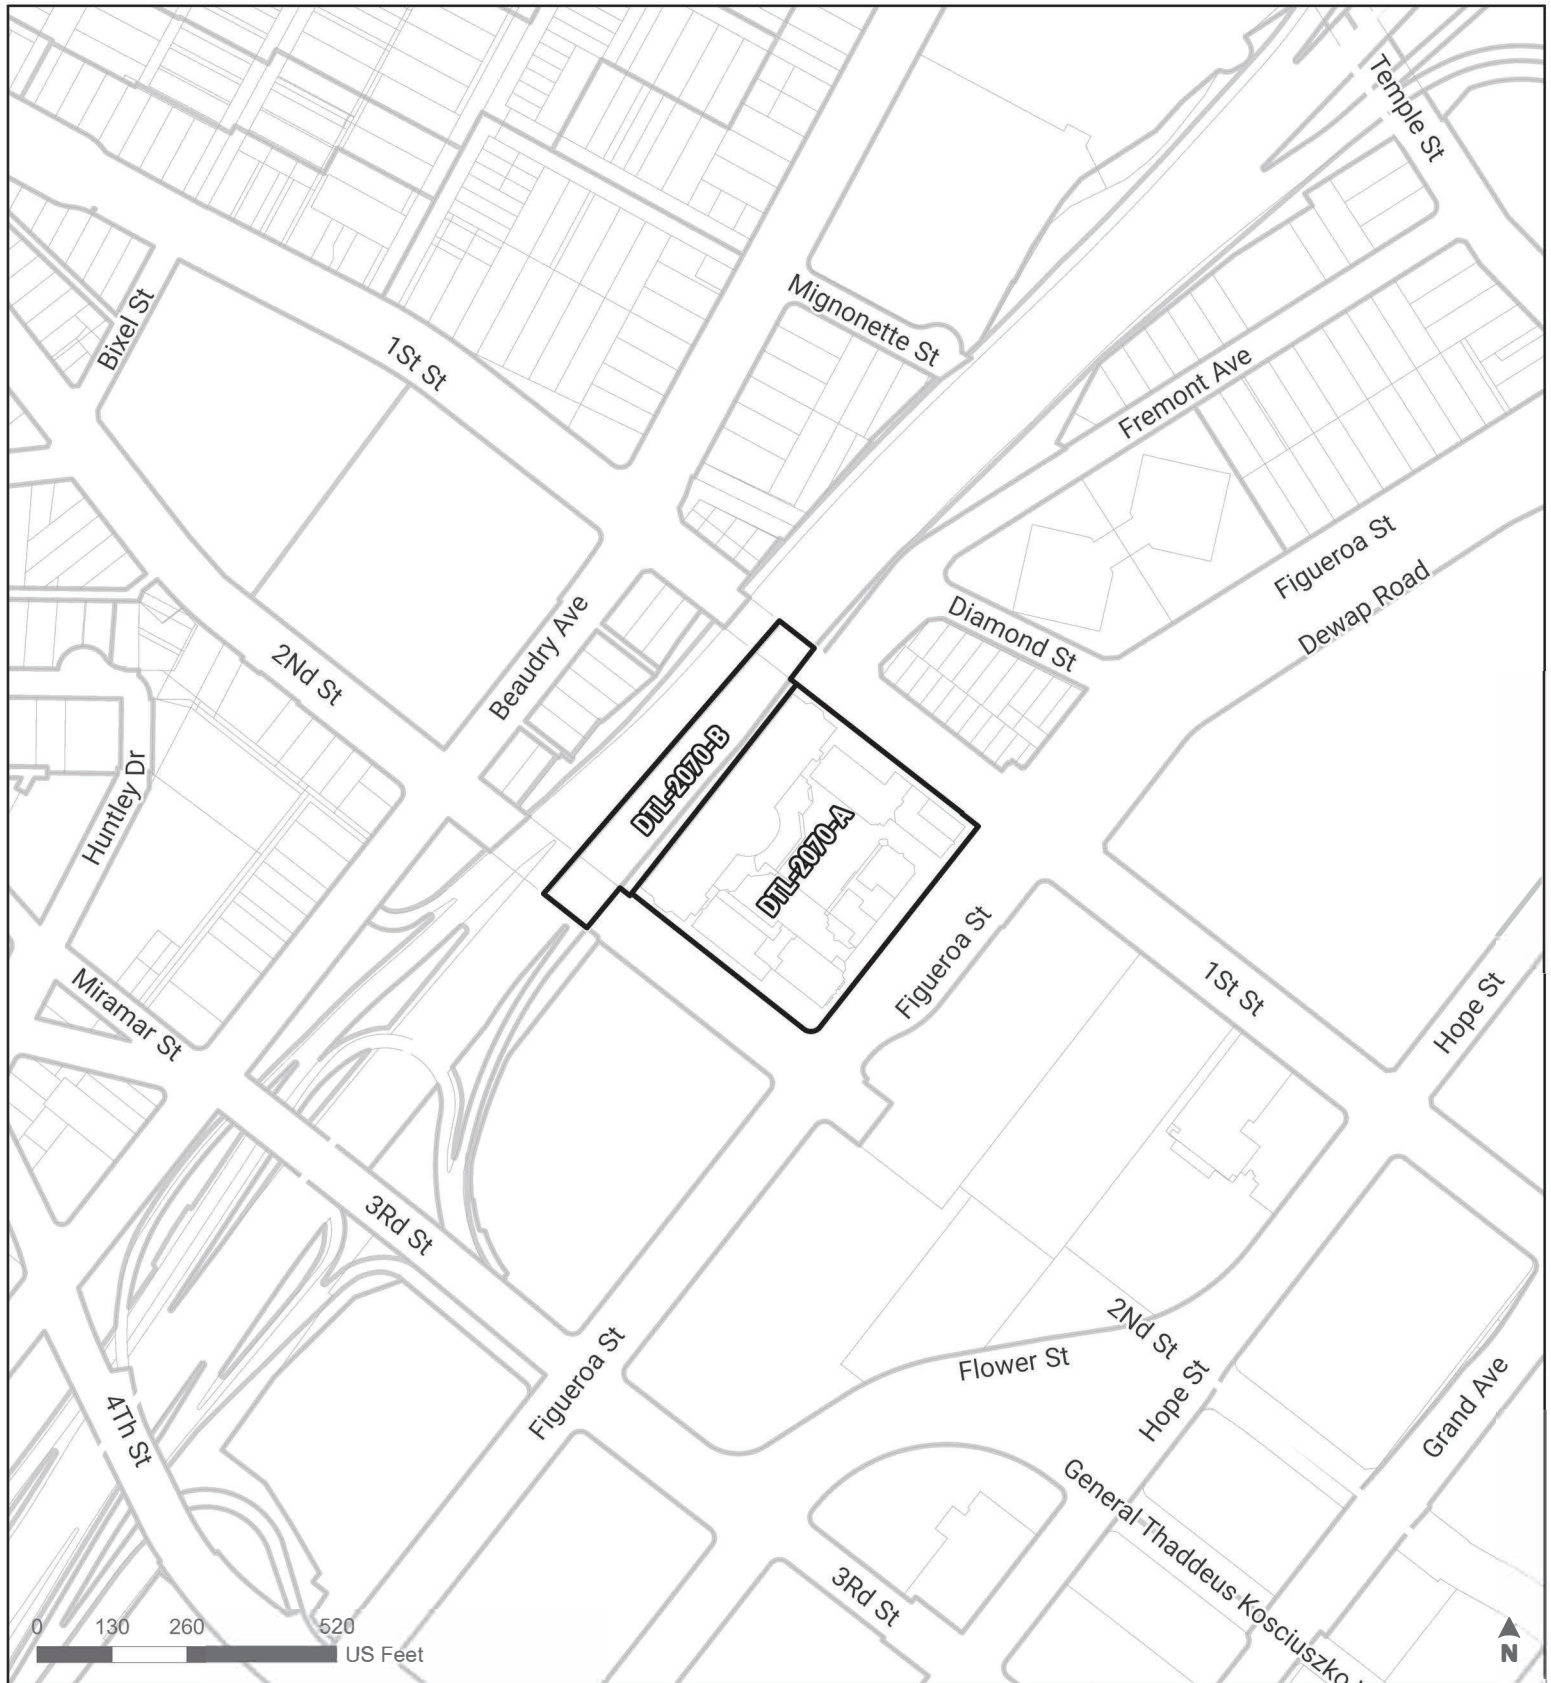 Temple St
Mignonette St
Bixel St
1St St
Fremont Ave
Figueroa St
Dewap Road
Diamond St
Beaudry Ave
2Nd St
DTL-2070-B
Huntley Dr
DTL-2070-A
Figueroa St
1St St
Hope St
Miramar St
3Rd St
2Nd St
Flower St
Hope St
Figueroa St
Grand Ave
4Th St
General Thaddeus Kosciuszko
3Rd St
0 130 260 520
US Feet
N